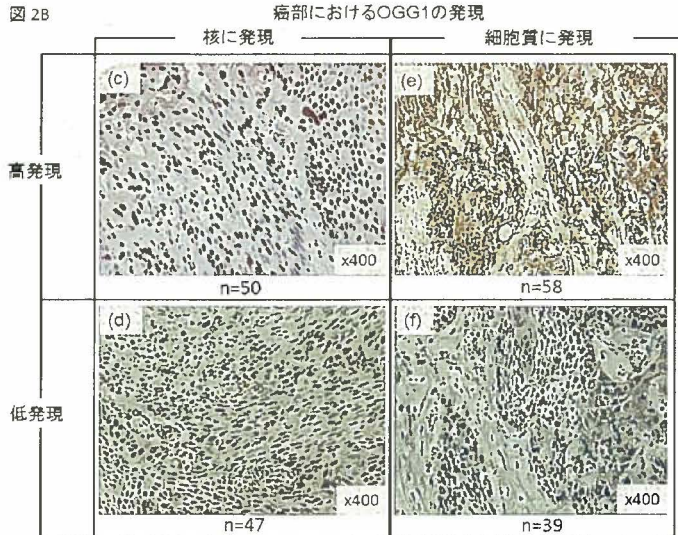 図 2B
癌部におけるOGG1の発現
核に発現
細胞質に発現
高発現
(c)
x400
n=50
(e)
x400
n=58
低発現
(d)
x400
n=47
(f)
x400
n=39